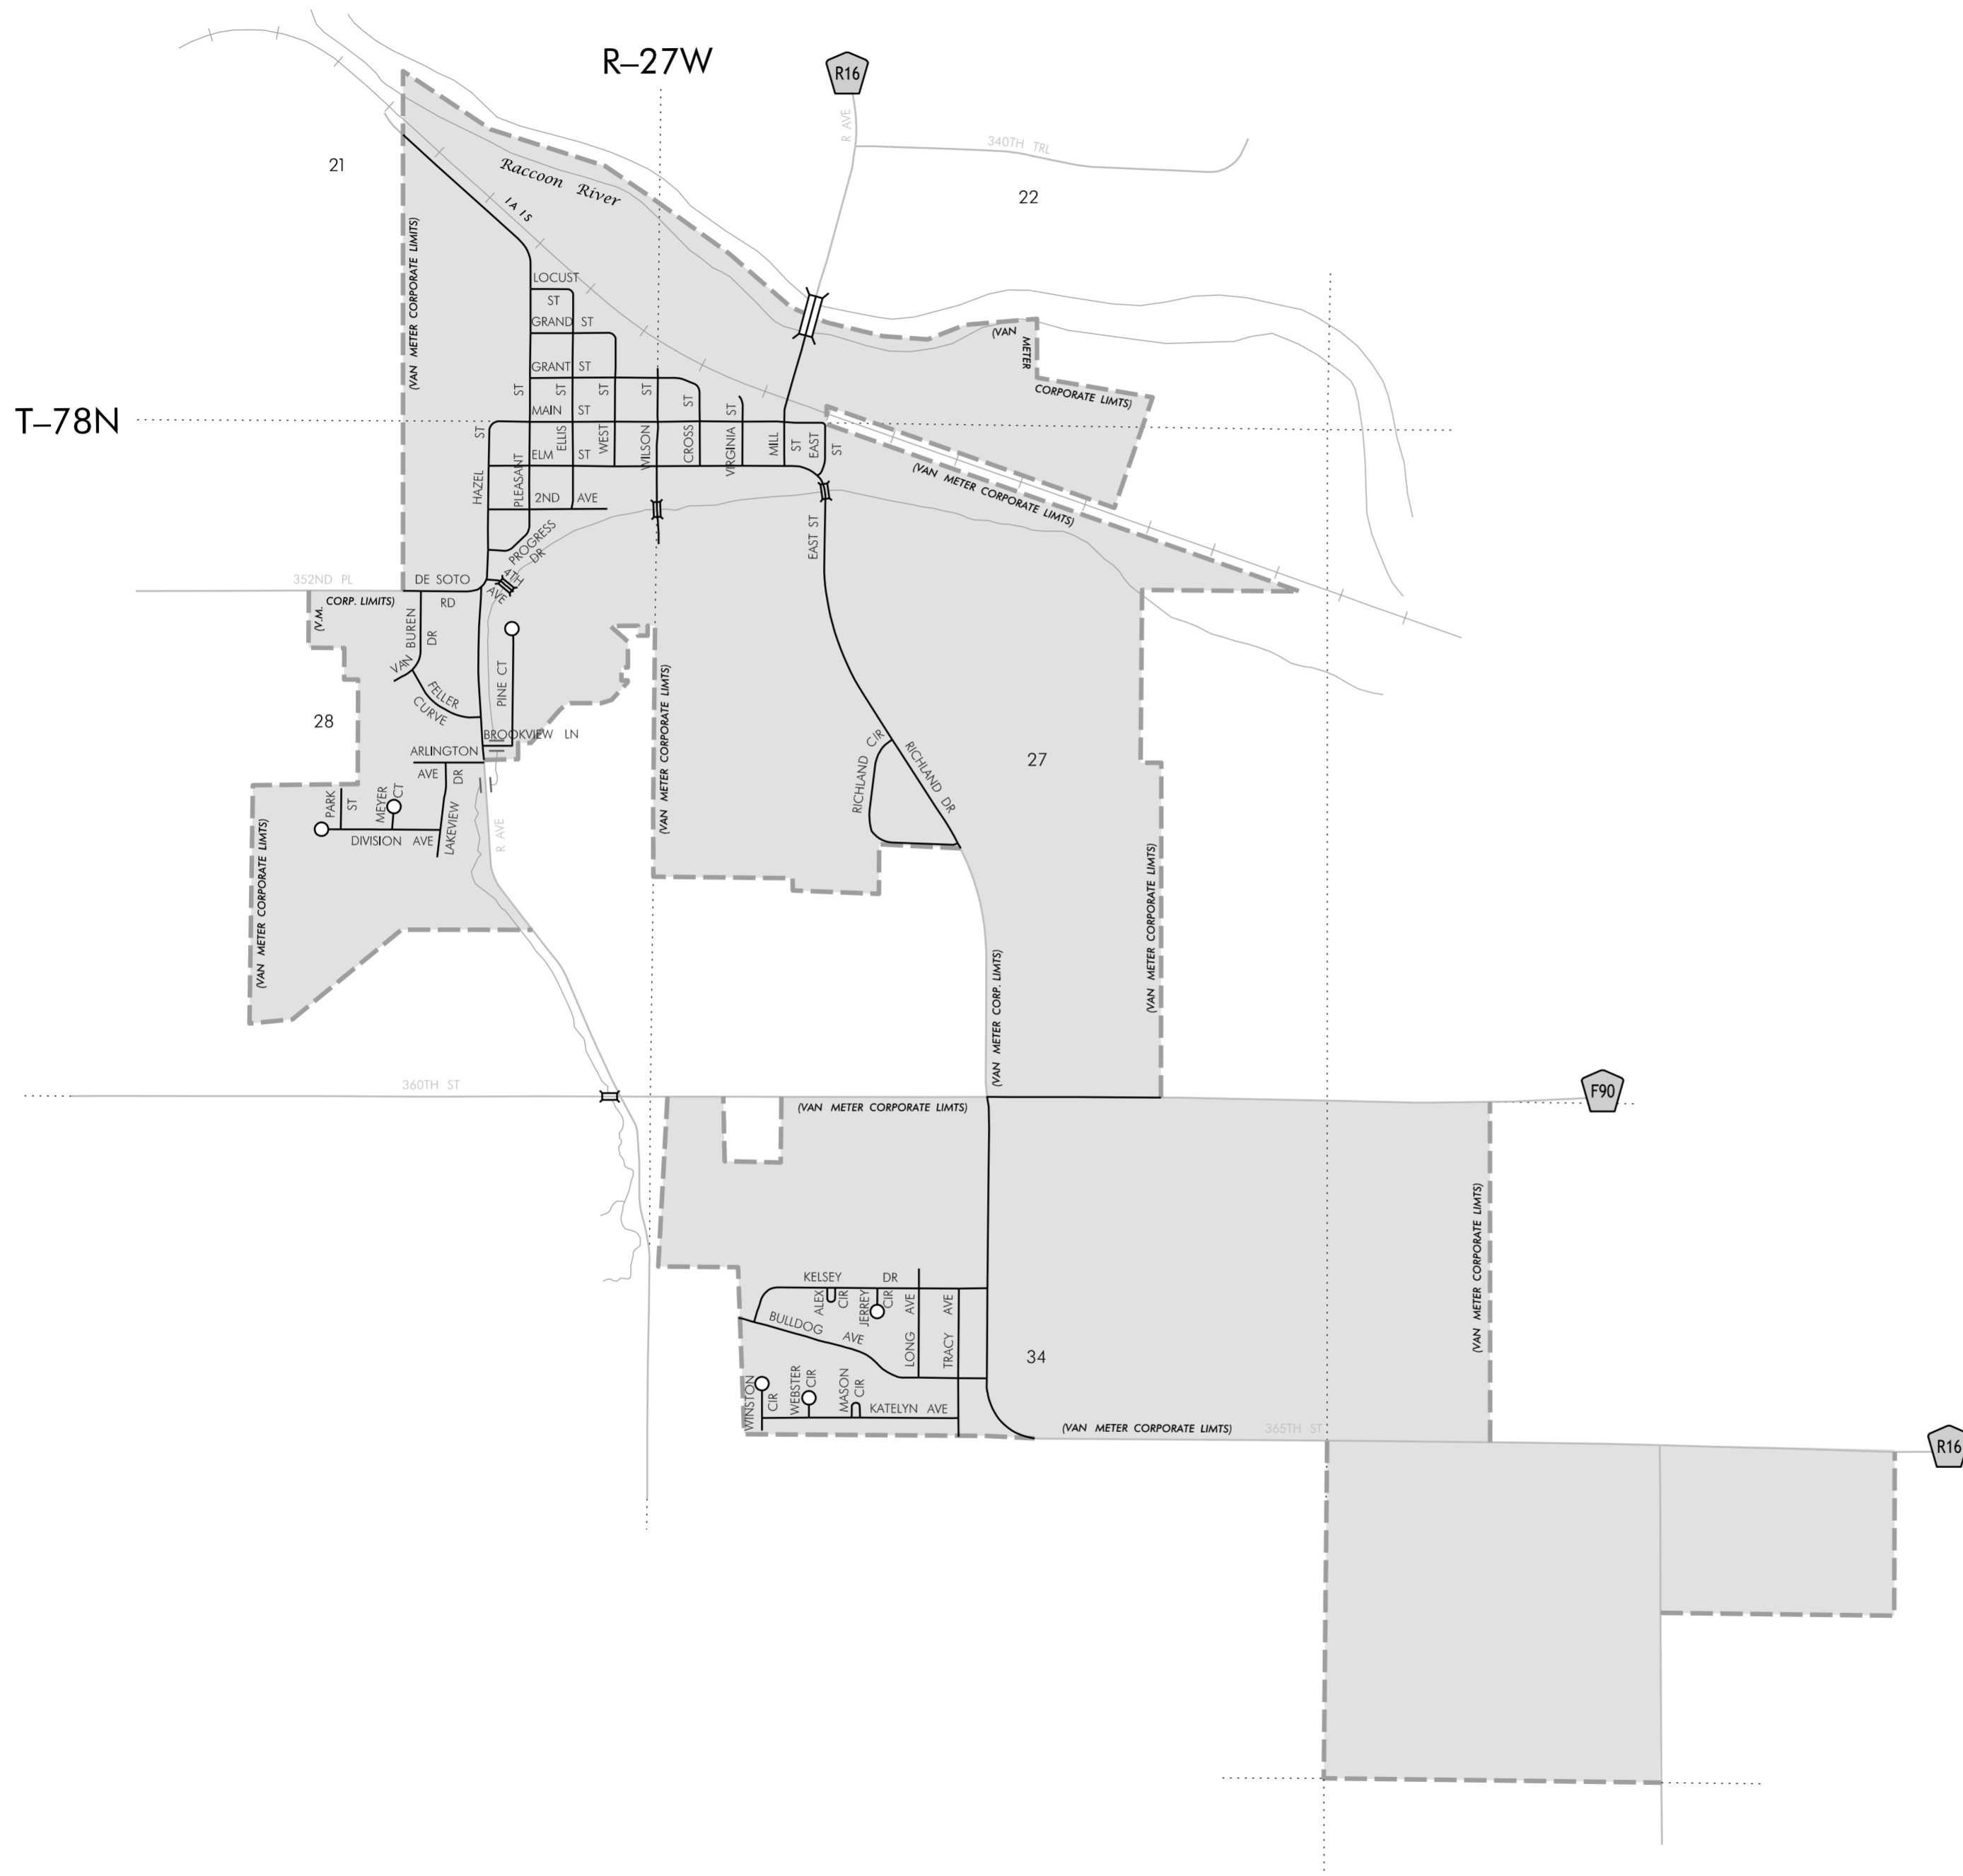 R–27W
R16
R AVE
340TH TRL
21
22
Raccoon River
IAIS
(VAN METER CORPORATE LIMITS)
LOCUST
ST
GRAND ST
GRANT ST
(VAN
METER
CORPORATE LIMTS)
T–78N
MAIN ST
ELM ST
2ND AVE
HAZEL ST
PLEASANT ST
ELLIS ST
WEST ST
WILSON ST
CROSS ST
VIRGINIA ST
MILL ST
EAST ST
(VAN METER CORPORATE LIMTS)
EAST ST
PROGRESS DR
4TH AVE
352ND PL
DE SOTO
RD
(V.M.
CORP. LIMITS)
VAN BUREN DR
FELLER
CURVE
PINE CT
BROOKVIEW LN
28
ARLINGTON
AVE
LAKEVIEW DR
PARK ST
MEYER CT
DIVISION AVE
R AVE
(VAN METER CORPORATE LIMTS)
(VAN METER CORPORATE LIMTS)
RICHLAND CIR
RICHLAND DR
27
(VAN METER CORPORATE LIMTS)
(VAN METER CORP. LIMTS)
360TH ST
F90
(VAN METER CORPORATE LIMTS)
(VAN METER CORPORATE LIMTS)
KELSEY DR
ALEX CIR
JERREY CIR
LONG AVE
TRACY AVE
BULLDOG AVE
34
WINSTON CIR
WEBSTER CIR
MASON CIR
KATELYN AVE
(VAN METER CORPORATE LIMTS)
365TH ST
R16